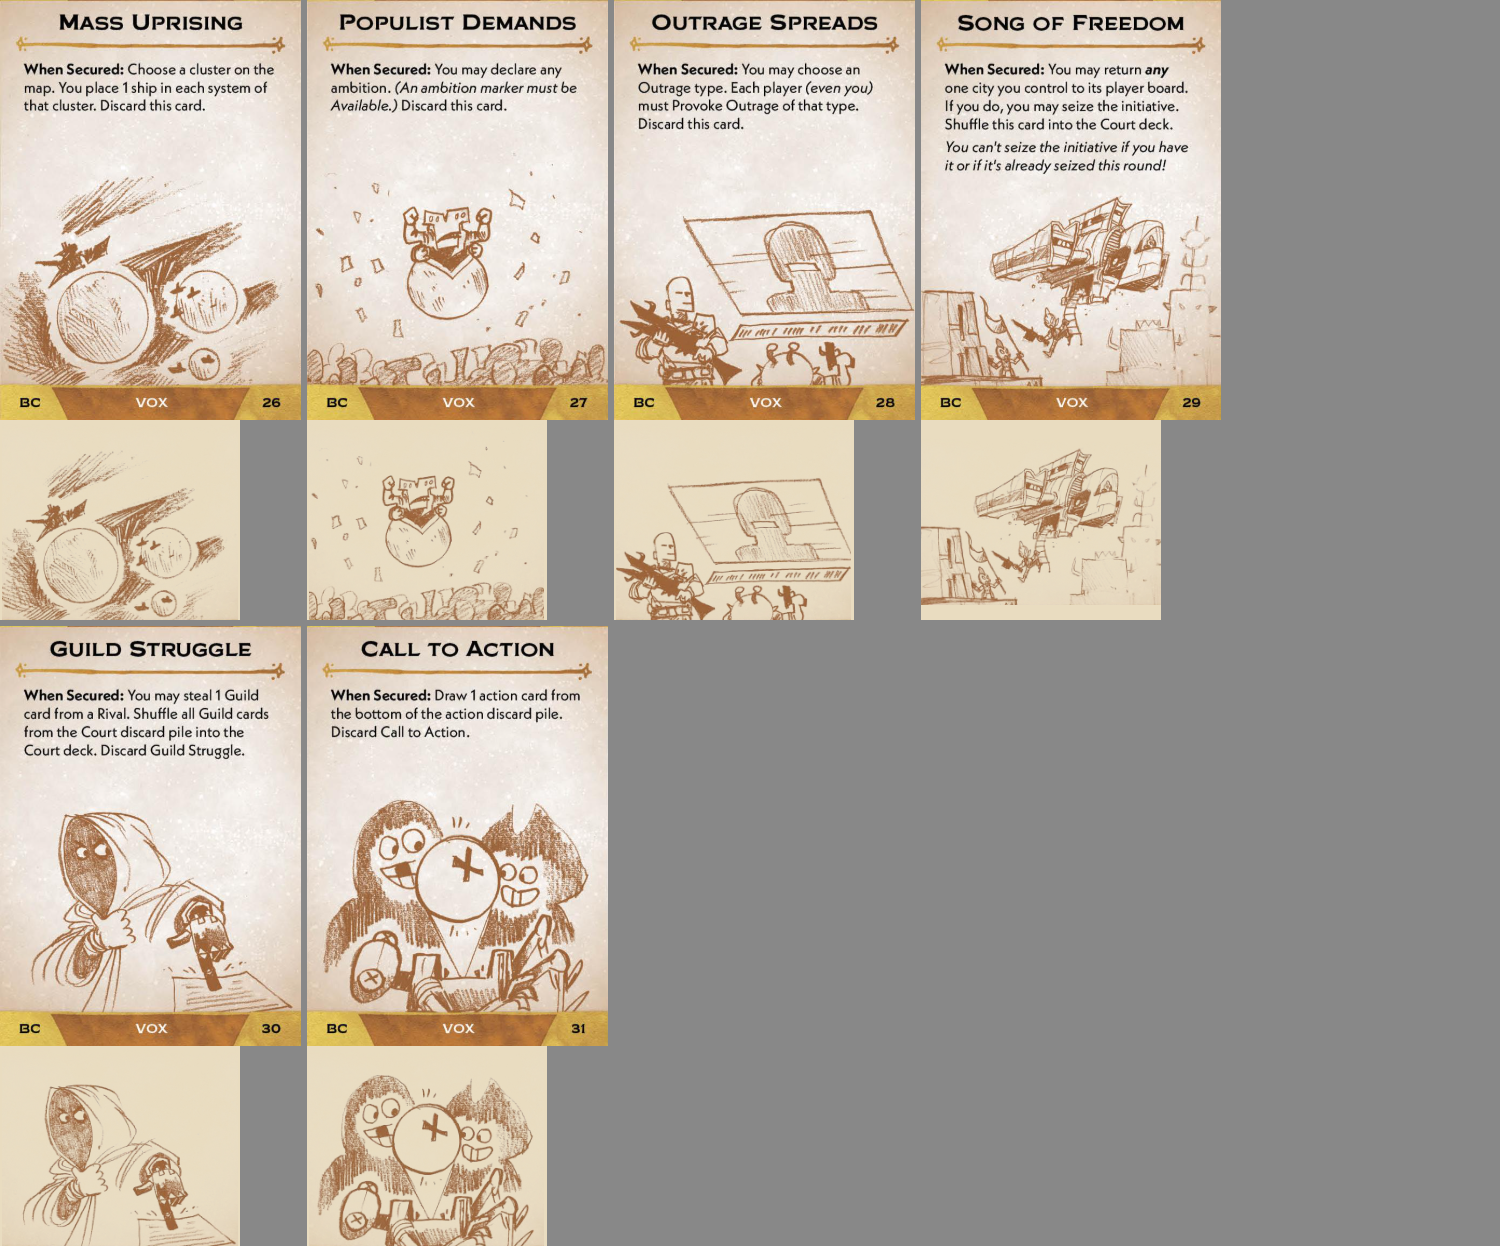 MASS UPRISING
When Secured: Choose a cluster on the
map. You place 1 ship in each system of
that cluster. Discard this card.
BC VOX 26
POPULIST DEMANDS
When Secured: You may declare any
ambition. (An ambition marker must be
Available.) Discard this card.
BC VOX 27
OUTRAGE SPREADS
When Secured: You may choose an
Outrage type. Each player (even you)
must Provoke Outrage of that type.
Discard this card.
BC VOX 28
SONG OF FREEDOM
When Secured: You may return any
one city you control to its player board.
If you do, you may seize the initiative.
Shuffle this card into the Court deck.
You can't seize the initiative if you have
it or if it's already seized this round!
BC VOX 29
GUILD STRUGGLE
When Secured: You may steal 1 Guild
card from a Rival. Shuffle all Guild cards
from the Court discard pile into the
Court deck. Discard Guild Struggle.
BC VOX 30
CALL TO ACTION
When Secured: Draw 1 action card from
the bottom of the action discard pile.
Discard Call to Action.
BC VOX 31